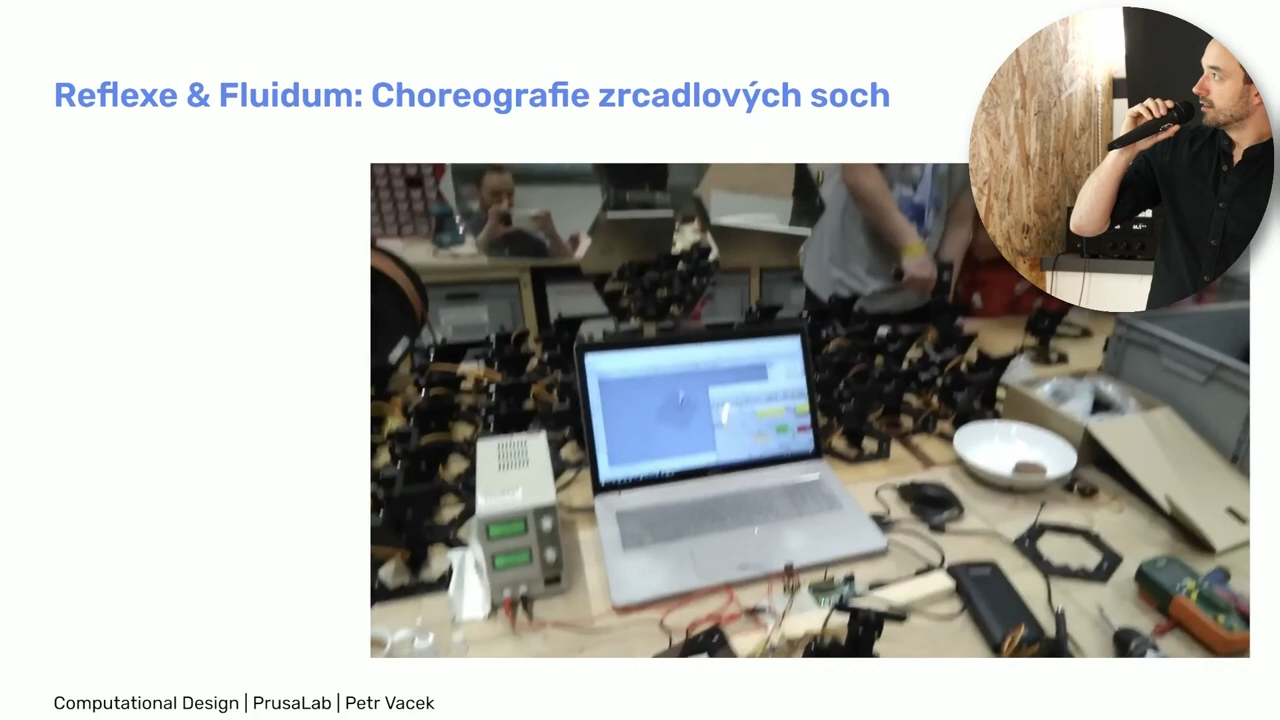 Reflexe & Fluidum: Choreografie zrcadlových soch
Computational Design | PrusaLab | Petr Vacek